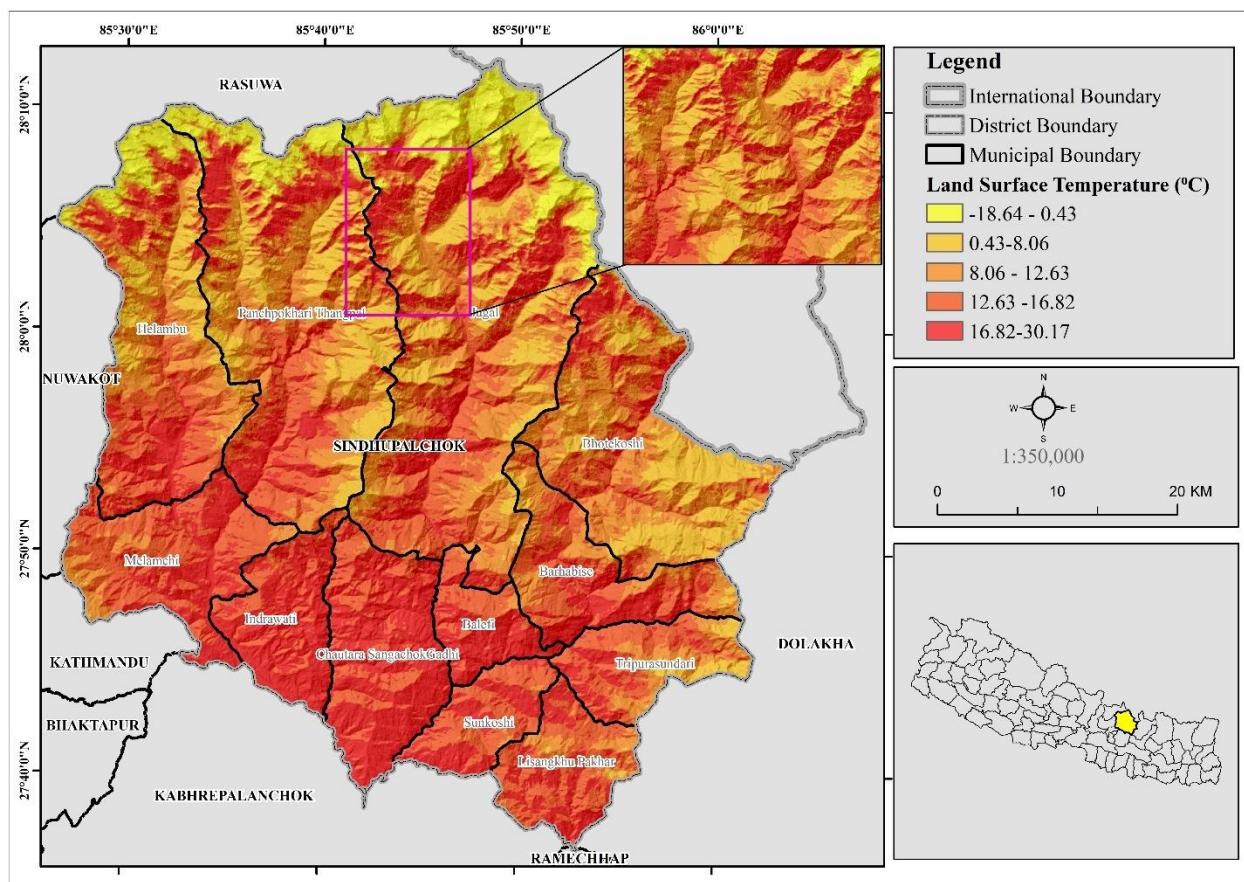 85°30'0"E 85°40'0"E 85°50'0"E 86°0'0"E
28°10'0"N
28°0'0"N
27°50'0"N
27°40'0"N
RASUWA
Helambu
Panchpokhari Thangpal
Jugal
NUWAKOT
SINDHUPALCHOK
Bhotekoshi
Melamchi
Barhabise
Indrawati
Balefi
Chautara SangachokGadhi
Tripurasundari
DOLAKHA
KATHMANDU
BHAKTAPUR
Sunkoshi
Lisangkhu Pakhar
KABHREPALANCHOK
RAMECHHAP
Legend
International Boundary
District Boundary
Municipal Boundary
Land Surface Temperature (⁰C)
-18.64 - 0.43
0.43-8.06
8.06 - 12.63
12.63 -16.82
16.82-30.17
N
W E
S
1:350,000
0 10 20 KM